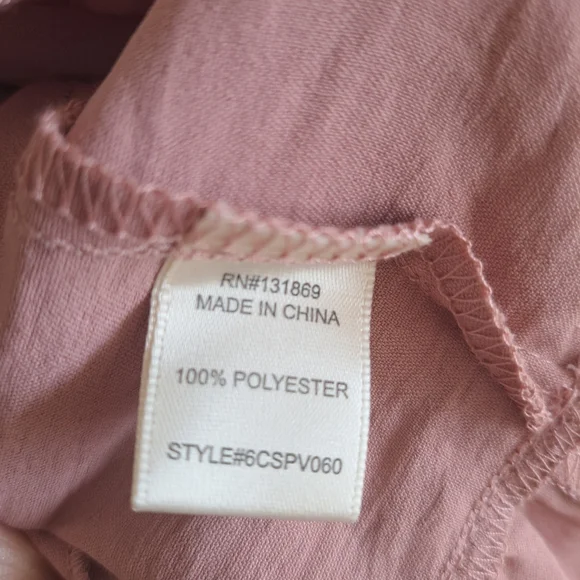 RN#131869
MADE IN CHINA
100% POLYESTER
STYLE#6CSPV060